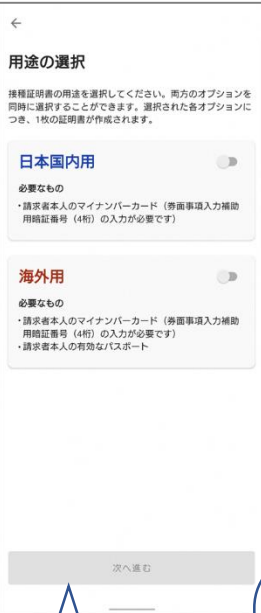 用途の選択
接種証明書の用途を選択してください。両方のオプションを
同時に選択することができます。選択された各オプションに
つき、1枚の証明書が作成されます。
日本国内用
必要なもの
・請求者本人のマイナンバーカード（券面事項入力補助
用暗証番号（4桁）の入力が必要です）
海外用
必要なもの
・請求者本人のマイナンバーカード（券面事項入力補助
用暗証番号（4桁）の入力が必要です）
・請求者本人の有効なパスポート
次へ進む